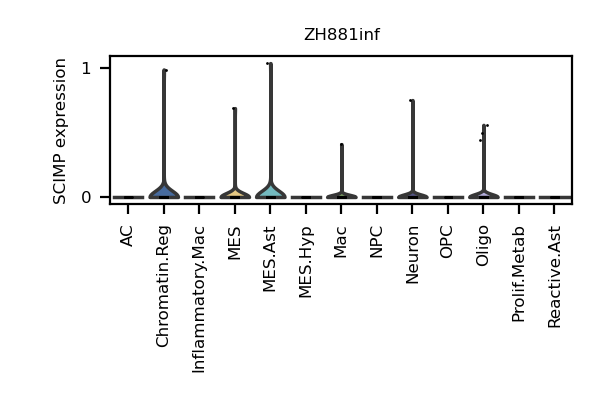 ZH881inf
SCIMP expression
1
0
AC
Chromatin.Reg
Inflammatory.Mac
MES
MES.Ast
MES.Hyp
Mac
NPC
Neuron
OPC
Oligo
Prolif.Metab
Reactive.Ast